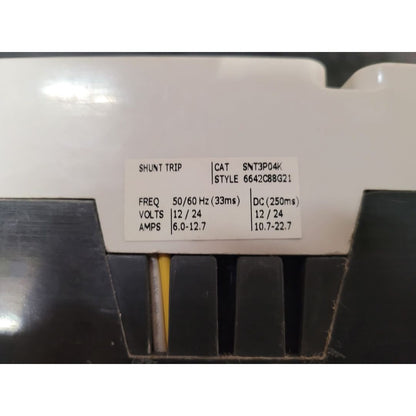 SHUNT TRIP CAT SNT3P04K
STYLE 6642C88G21
FREQ 50/60 Hz (33ms) DC (250ms)
VOLTS 12 / 24 12 / 24
AMPS 6.0-12.7 10.7-22.7